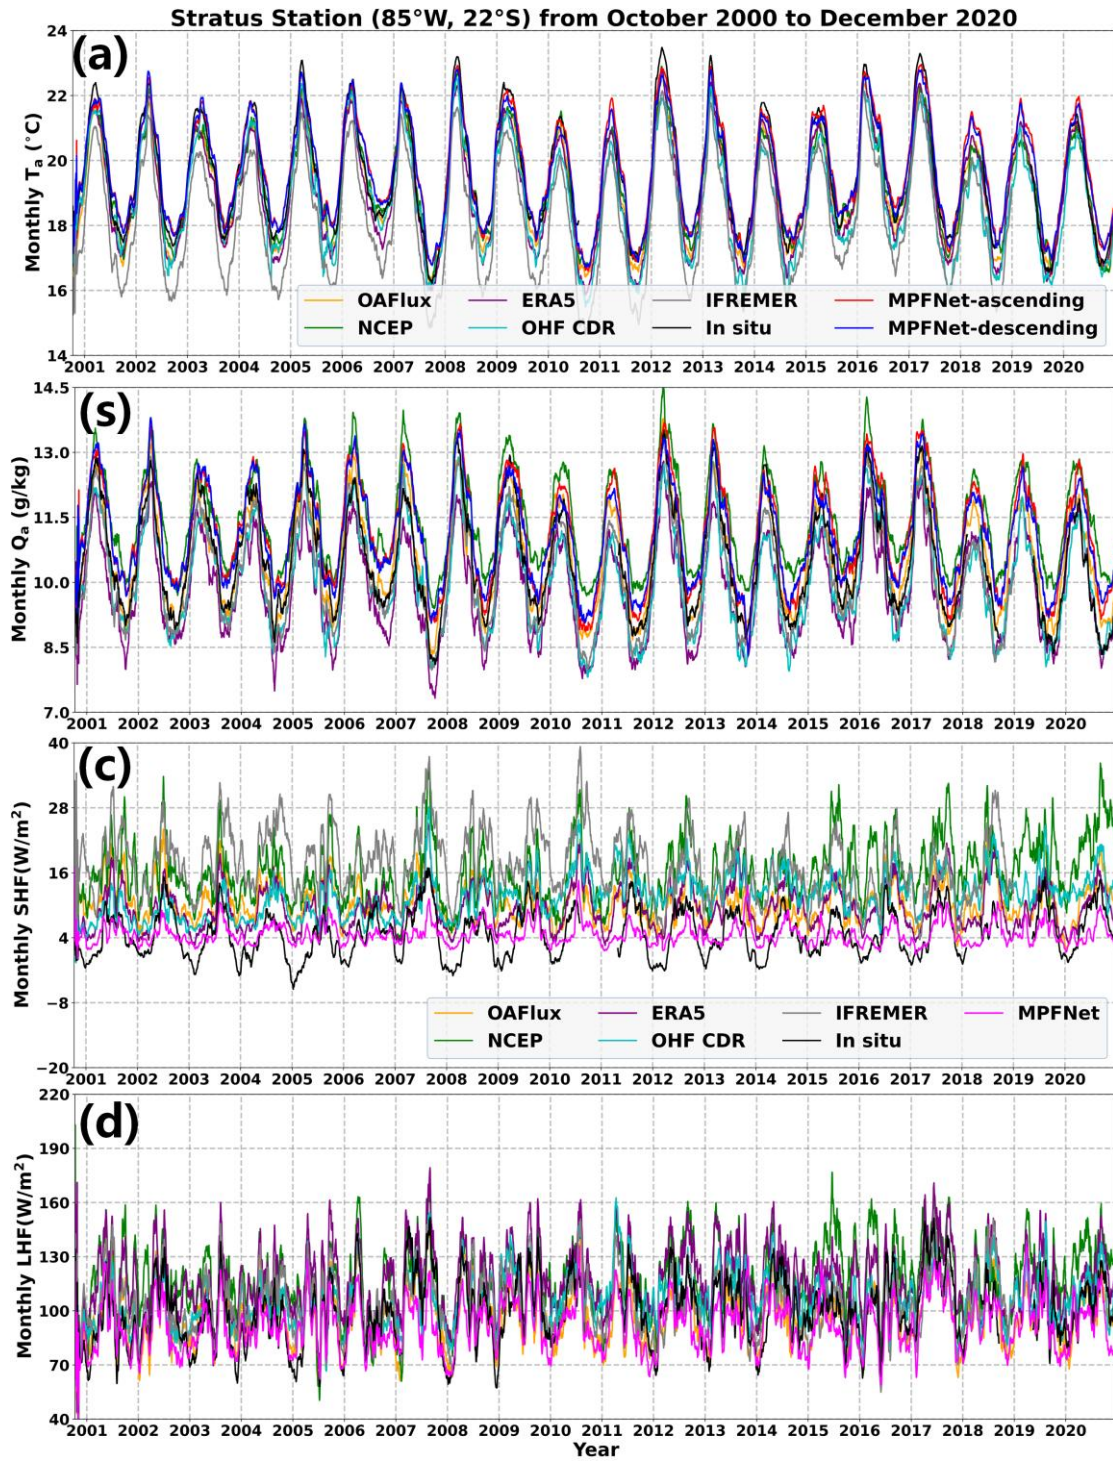 Stratus Station (85°W, 22°S) from October 2000 to December 2020
(a)
Monthly Ta (°C)
24
22
20
18
16
14
OAFlux ERA5 IFREMER MPFNet-ascending
NCEP OHF CDR In situ MPFNet-descending
2001 2002 2003 2004 2005 2006 2007 2008 2009 2010 2011 2012 2013 2014 2015 2016 2017 2018 2019 2020
(s)
Monthly Qa (g/kg)
14.5
13.0
11.5
10.0
8.5
7.0
2001 2002 2003 2004 2005 2006 2007 2008 2009 2010 2011 2012 2013 2014 2015 2016 2017 2018 2019 2020
(c)
Monthly SHF(W/m²)
40
28
16
4
−8
−20
OAFlux ERA5 IFREMER MPFNet
NCEP OHF CDR In situ
2001 2002 2003 2004 2005 2006 2007 2008 2009 2010 2011 2012 2013 2014 2015 2016 2017 2018 2019 2020
(d)
Monthly LHF(W/m²)
220
190
160
130
100
70
40
2001 2002 2003 2004 2005 2006 2007 2008 2009 2010 2011 2012 2013 2014 2015 2016 2017 2018 2019 2020
Year